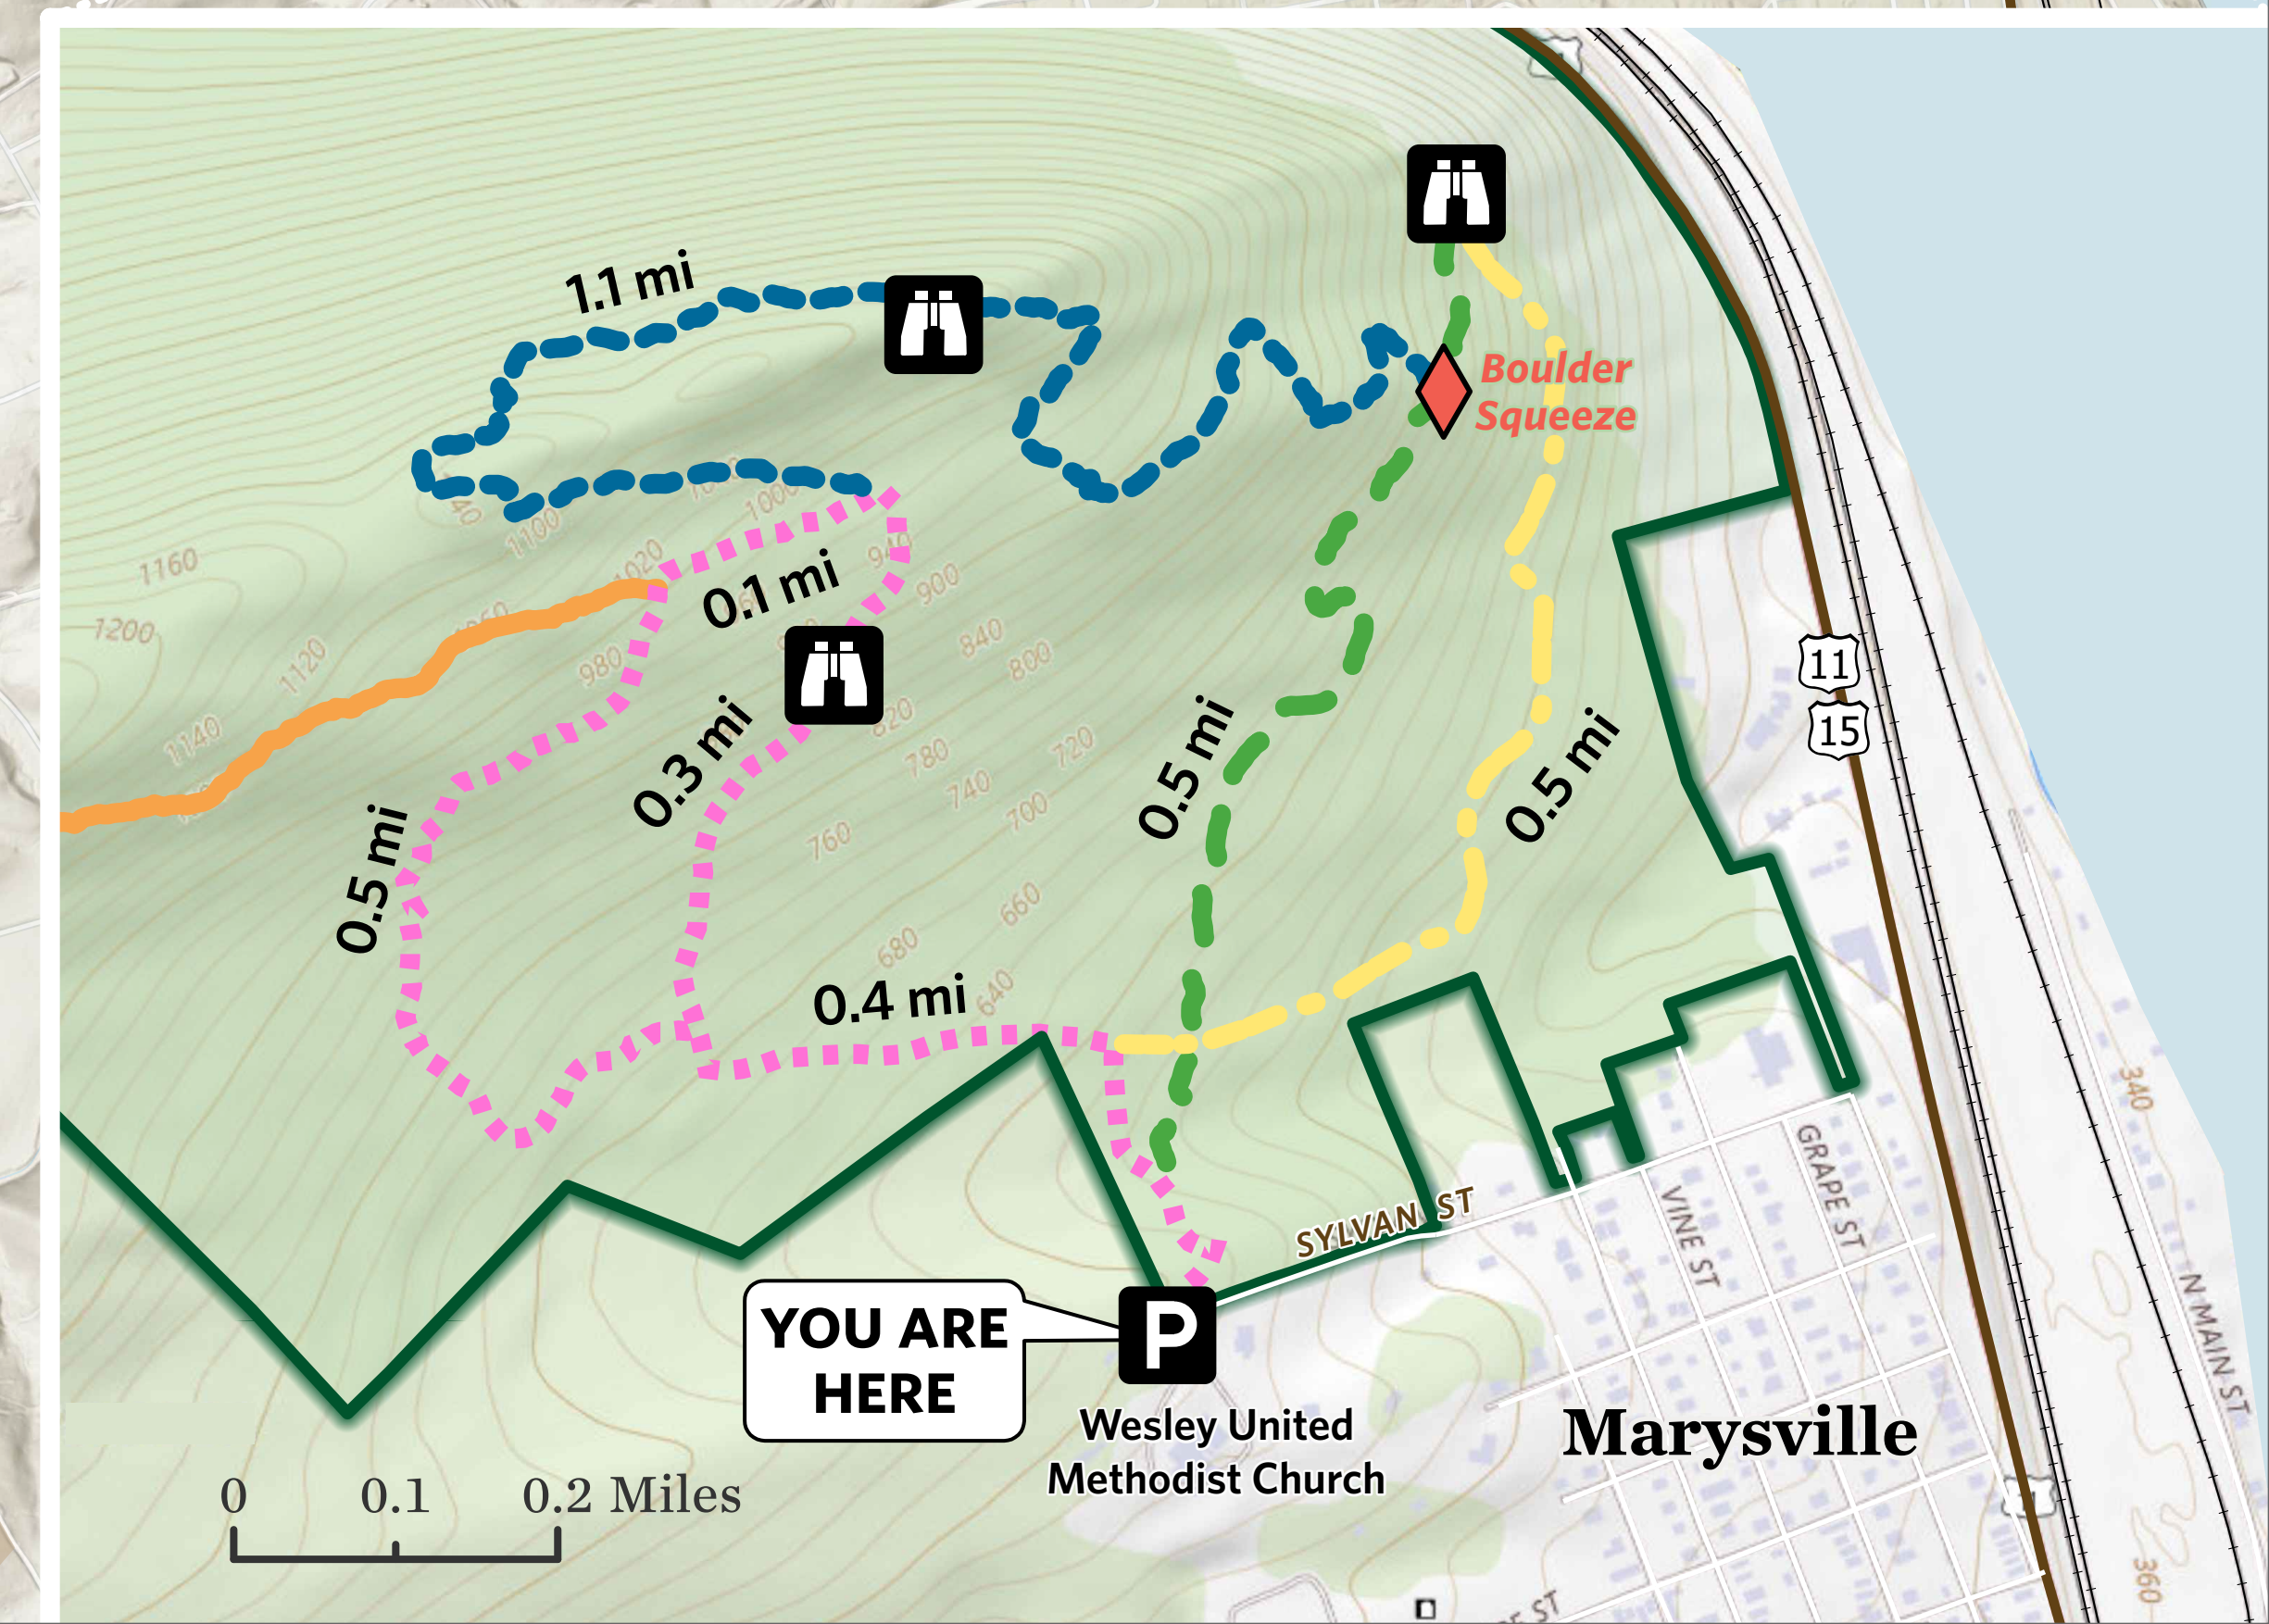 1.1 mi
Boulder
Squeeze
40
1100
1000
1020
940
900
0.1 mi
1160
1200
1120
980
840
800
1140
0.3 mi
820
780
740
720
700
760
0.5 mi
0.5 mi
0.5 mi
11
15
660
680
640
0.4 mi
340
SYLVAN ST
VINE ST
GRAPE ST
N MAIN ST
YOU ARE
HERE
P
Wesley United
Methodist Church
Marysville
0 0.1 0.2 Miles
360
ST